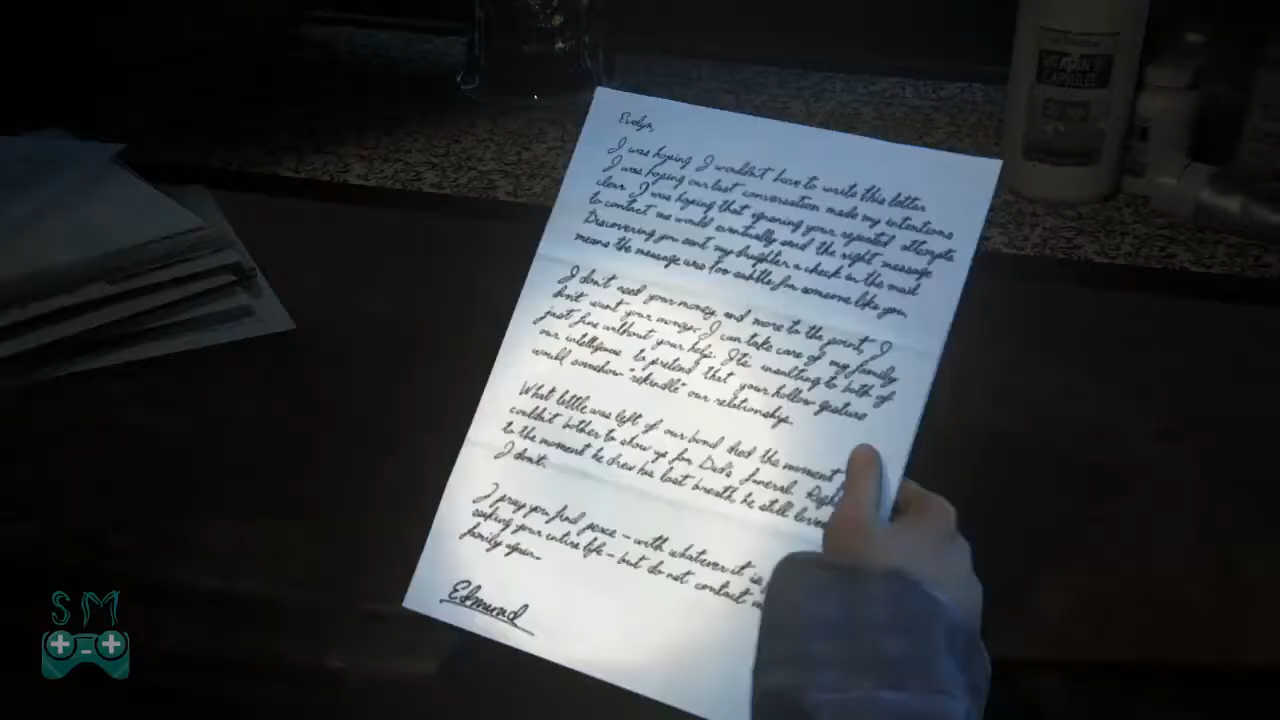 Evelyn,
I was hoping I wouldn't have to write this letter
I was hoping our last conversation made my intentions
clear. I was hoping that ignoring your repeated attempts
to contact me would eventually send the right message
Discovering you sent my daughter a check in the mail
means the message was too subtle for someone like you.
I don't need your money, and more to the point, I
don't want your money. I can take care of my family
just fine without your help. It's insulting to both of
our intelligence to pretend that your hollow gesture
would somehow "rekindle" our relationship.
What little was left of our bond died the moment
couldn't bother to show up for Dad's funeral. Right
to the moment he drew his last breath, he still
I don't.
I pray you find peace – with whatever it is
your entire life – but do not contact
family again.
Edmund
CAPSULES
SM